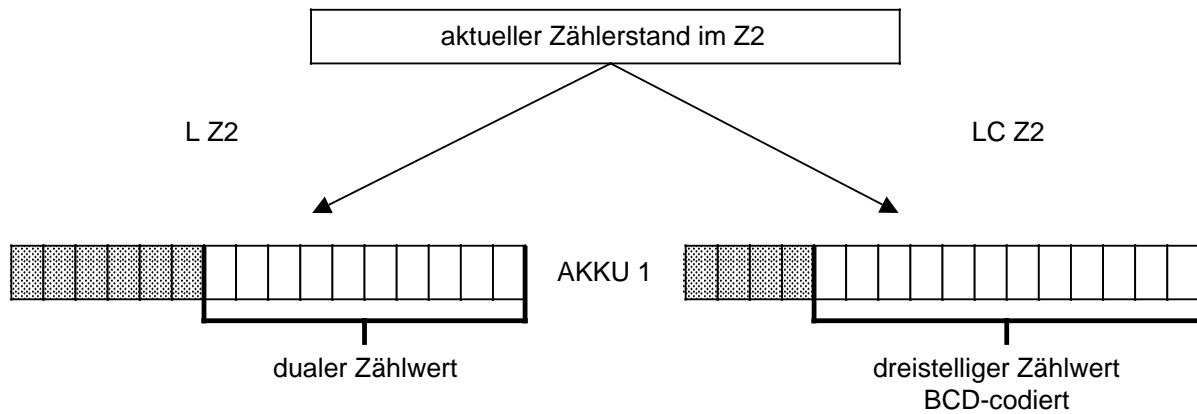 aktueller Zählerstand im Z2
L Z2
LC Z2
AKKU 1
dualer Zählwert
dreistelliger Zählwert
BCD-codiert